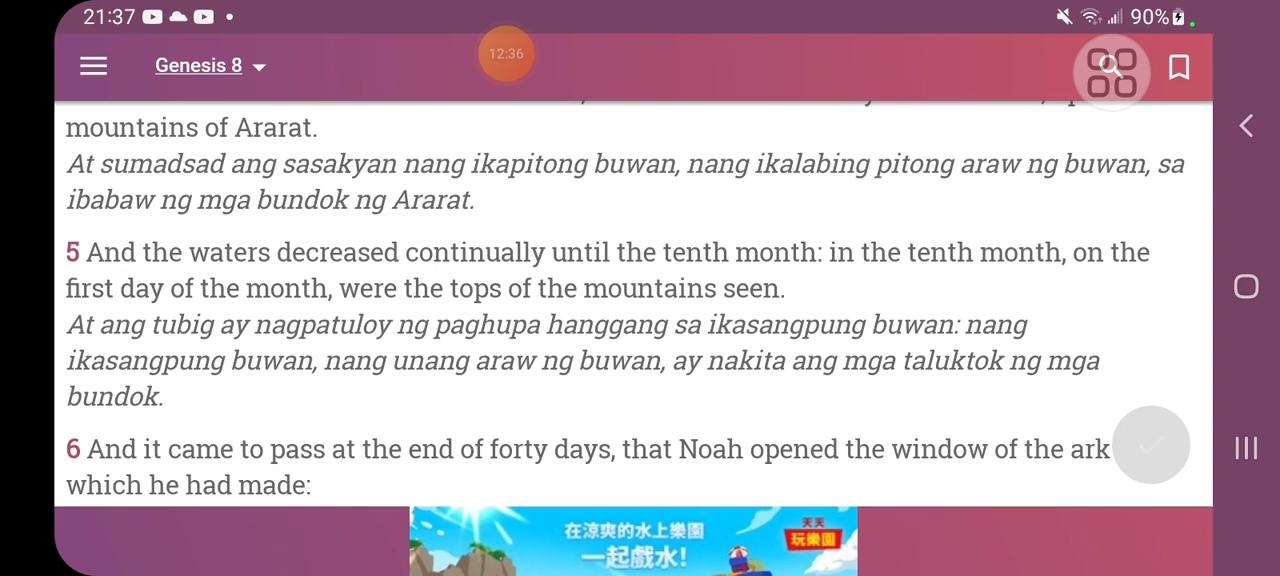 21:37
90%
12:36
Genesis 8
mountains of Ararat.
At sumadsad ang sasakyan nang ikapitong buwan, nang ikalabing pitong araw ng buwan, sa
ibabaw ng mga bundok ng Ararat.
5 And the waters decreased continually until the tenth month: in the tenth month, on the
first day of the month, were the tops of the mountains seen.
At ang tubig ay nagpatuloy ng paghupa hanggang sa ikasangpung buwan: nang
ikasangpung buwan, nang unang araw ng buwan, ay nakita ang mga taluktok ng mga
bundok.
6 And it came to pass at the end of forty days, that Noah opened the window of the ark
which he had made:
在涼爽的水上樂園
一起戲水!
天天
玩樂園